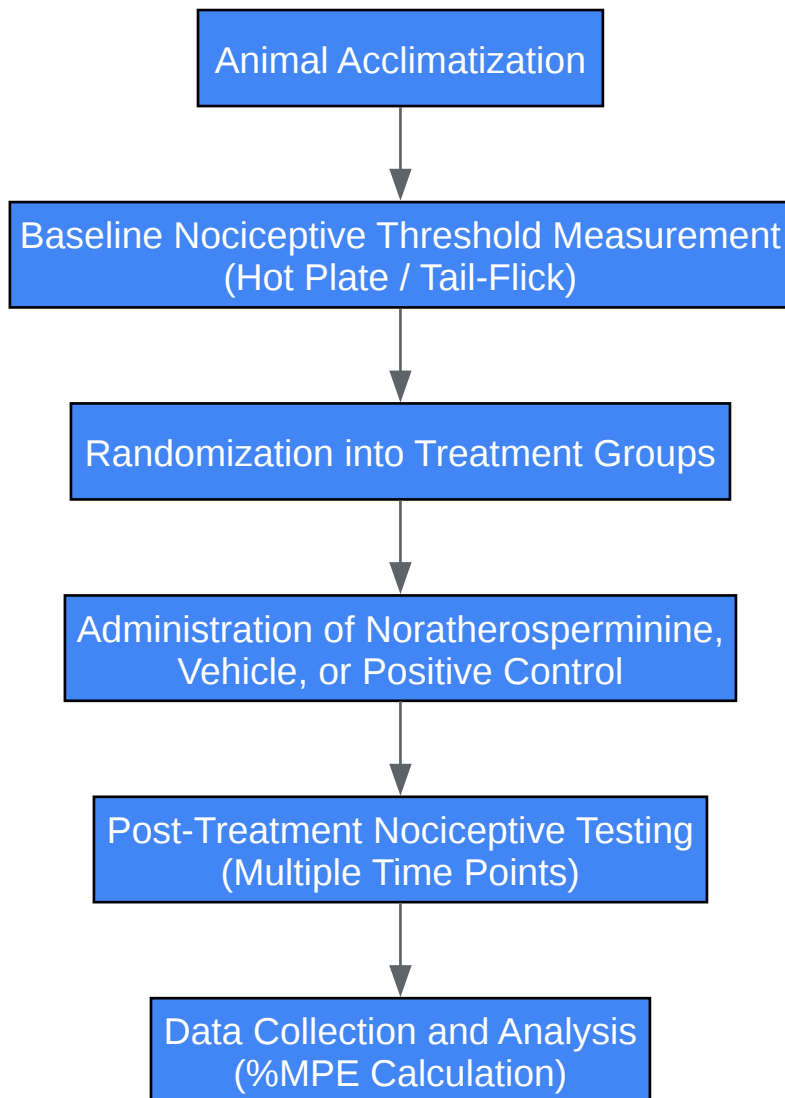 Animal Acclimatization
Baseline Nociceptive Threshold Measurement
(Hot Plate / Tail-Flick)
Randomization into Treatment Groups
Administration of Noratherosperminine,
Vehicle, or Positive Control
Post-Treatment Nociceptive Testing
(Multiple Time Points)
Data Collection and Analysis
(%MPE Calculation)